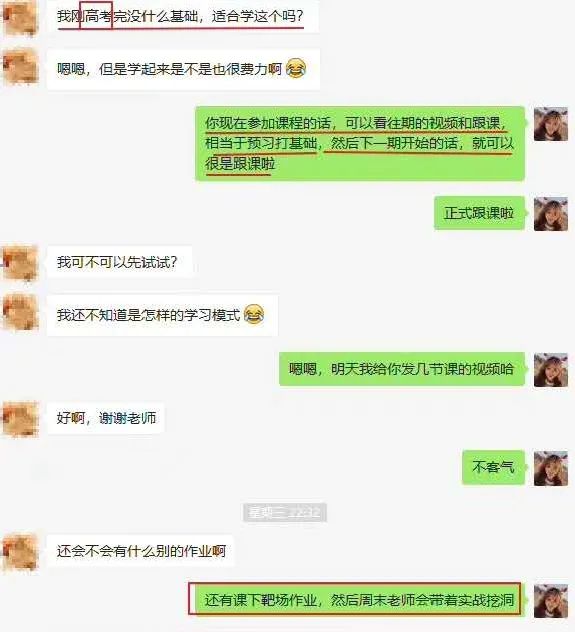 我刚高考完没什么基础，适合学这个吗？
嗯嗯，但是学起来是不是也很费力啊
你现在参加课程的话，可以看往期的视频和跟课，
相当于预习打基础，然后下一期开始的话，就可以
很是跟课啦
正式跟课啦
我可不可以先试试？
我还不知道是怎样的学习模式
嗯嗯，明天我给你发几节课的视频哈
好啊，谢谢老师
不客气
星期三 22:32
还会不会有什么别的作业啊
还有课下靶场作业，然后周末老师会带着实战挖洞